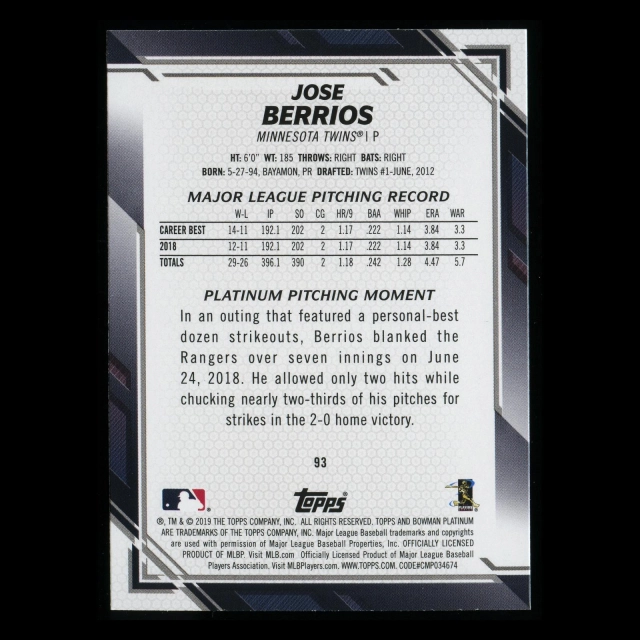 JOSE
BERRIOS
MINNESOTA TWINS® | P
HT: 6'0" WT: 185 THROWS: RIGHT BATS: RIGHT
BORN: 5-27-94, BAYAMON, PR DRAFTED: TWINS #1-JUNE, 2012
MAJOR LEAGUE PITCHING RECORD
W-L IP SO CG HR/9 BAA WHIP ERA WAR
CAREER BEST 14-11 192.1 202 2 1.17 .222 1.14 3.84 3.3
2018 12-11 192.1 202 2 1.17 .222 1.14 3.84 3.3
TOTALS 29-26 396.1 390 2 1.18 .242 1.28 4.47 5.7
PLATINUM PITCHING MOMENT
In an outing that featured a personal-best
dozen strikeouts, Berrios blanked the
Rangers over seven innings on June
24, 2018. He allowed only two hits while
chucking nearly two-thirds of his pitches for
strikes in the 2-0 home victory.
93
topps®
®, TM & © 2019 THE TOPPS COMPANY, INC. ALL RIGHTS RESERVED. TOPPS AND BOWMAN PLATINUM
ARE TRADEMARKS OF THE TOPPS COMPANY, INC. Major League Baseball trademarks and copyrights
are used with permission of Major League Baseball Properties, Inc. OFFICIALLY LICENSED
PRODUCT OF MLBP. Visit MLB.com Officially Licensed Product of Major League Baseball
Players Association. Visit MLBPlayers.com. WWW.TOPPS.COM. CODE#CMP034674